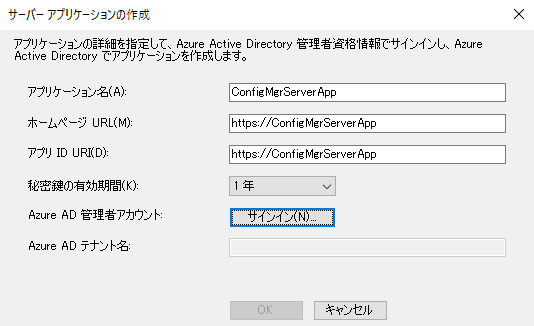 サーバー アプリケーションの作成
アプリケーションの詳細を指定して、Azure Active Directory 管理者資格情報でサインインし、Azure
Active Directory でアプリケーションを作成します。
アプリケーション名(A):
ConfigMgrServerApp
ホームページ URL(M):
https://ConfigMgrServerApp
アプリ ID URI(D):
https://ConfigMgrServerApp
秘密鍵の有効期間(K):
1 年
Azure AD 管理者アカウント:
サインイン(N)...
Azure AD テナント名:
OK
キャンセル